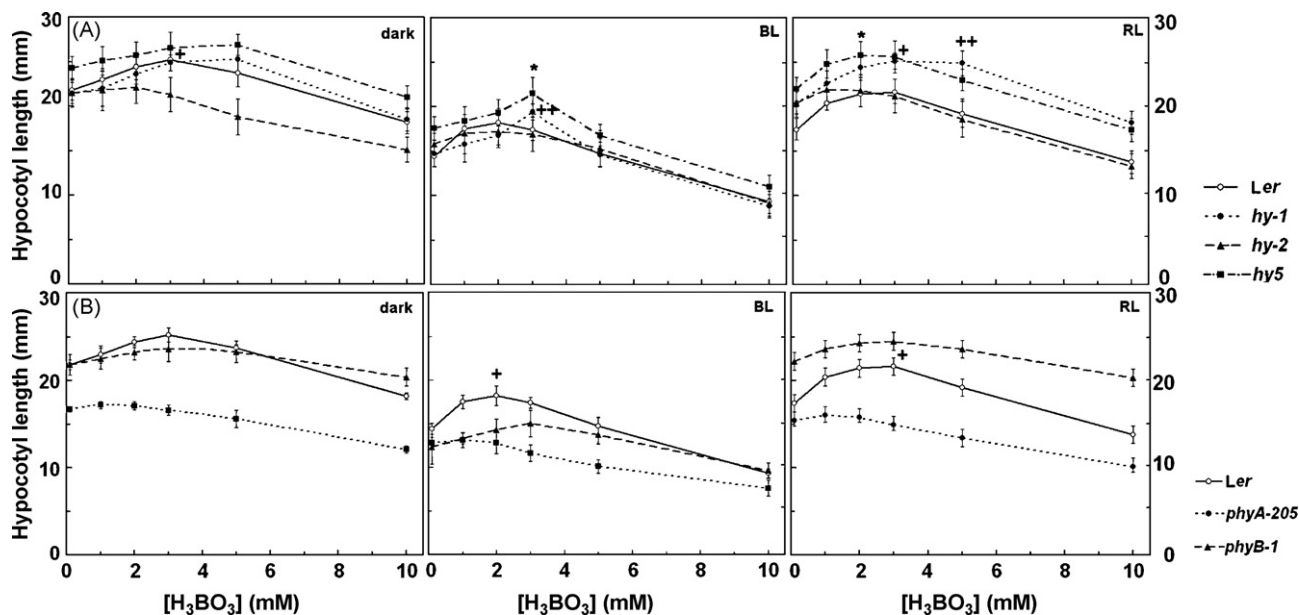 (A) dark BL RL
Hypocotyl length (mm)
30 20 10 0
+ * ++ * + ++
30 20 10 0
Ler
hy-1
hy-2
hy5
(B) dark BL RL
Hypocotyl length (mm)
30 20 10 0
+ +
30 20 10 0
Ler
phyA-205
phyB-1
0 2 4 6 8 10 0 2 4 6 8 10 0 2 4 6 8 10
[H₃BO₃] (mM) [H₃BO₃] (mM) [H₃BO₃] (mM)